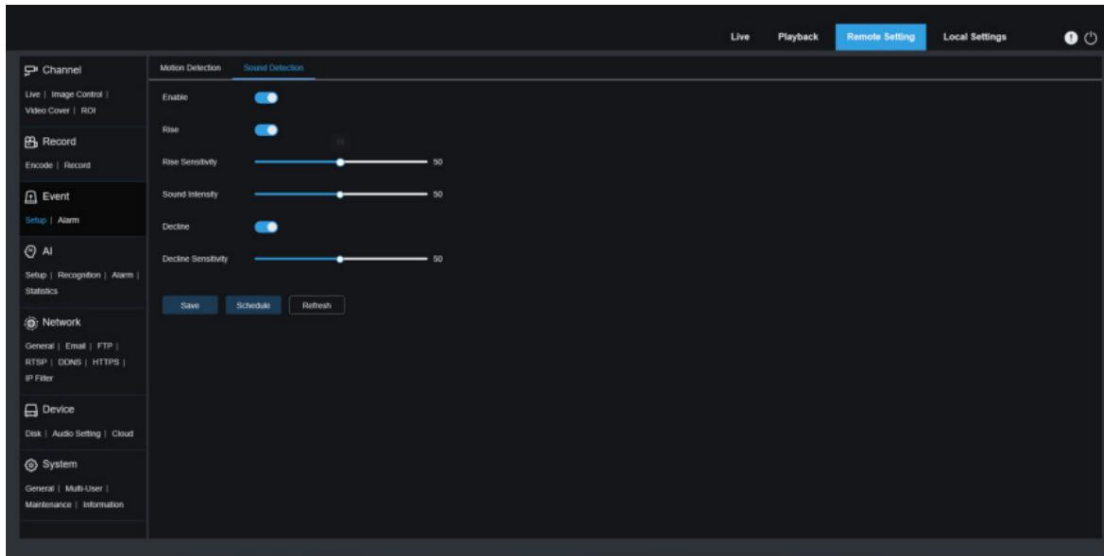 Live Playback Remote Setting Local Settings
Channel
Live | Image Control |
Video Cover | ROI
Record
Encode | Record
Event
Setup | Alarm
AI
Setup | Recognition | Alarm |
Statistics
Network
General | Email | FTP |
RTSP | DDNS | HTTPS |
IP Filter
Device
Disk | Audio Setting | Cloud
System
General | Multi-User |
Maintenance | Information
Motion Detection Sound Detection
Enable
Rise
Rise Sensitivity 50
Sound Intensity 50
Decline
Decline Sensitivity 50
Save Schedule Refresh